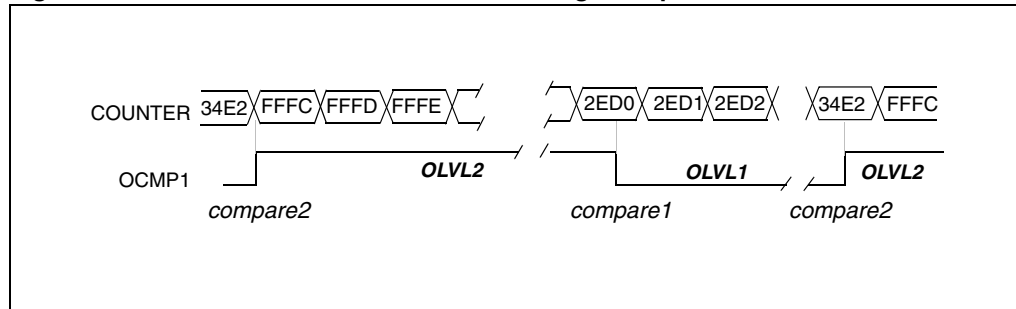 COUNTER 34E2 FFFC FFFD FFFE 2ED0 2ED1 2ED2 34E2 FFFC
OCMP1 OLVL2 OLVL1 OLVL2
compare2 compare1 compare2